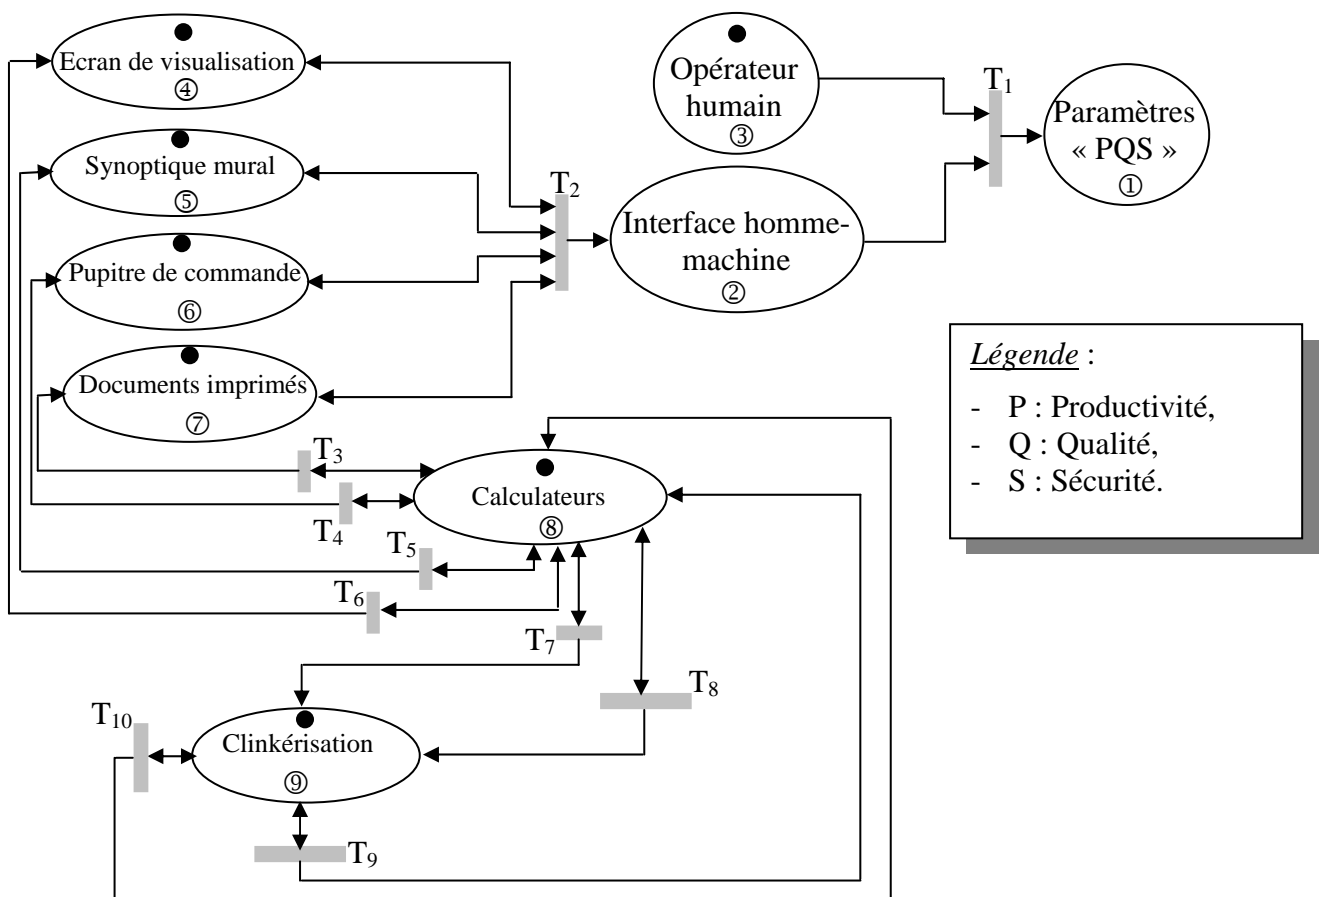 Ecran de visualisation
④
Synoptique mural
⑤
Pupitre de commande
⑥
Documents imprimés
⑦
Opérateur
humain
③
T1
Paramètres
« PQS »
①
T2
Interface homme-
machine
②
Légende :
- P : Productivité,
- Q : Qualité,
- S : Sécurité.
T3
T4
Calculateurs
⑧
T5
T6
T7
T8
T10
Clinkérisation
⑨
T9